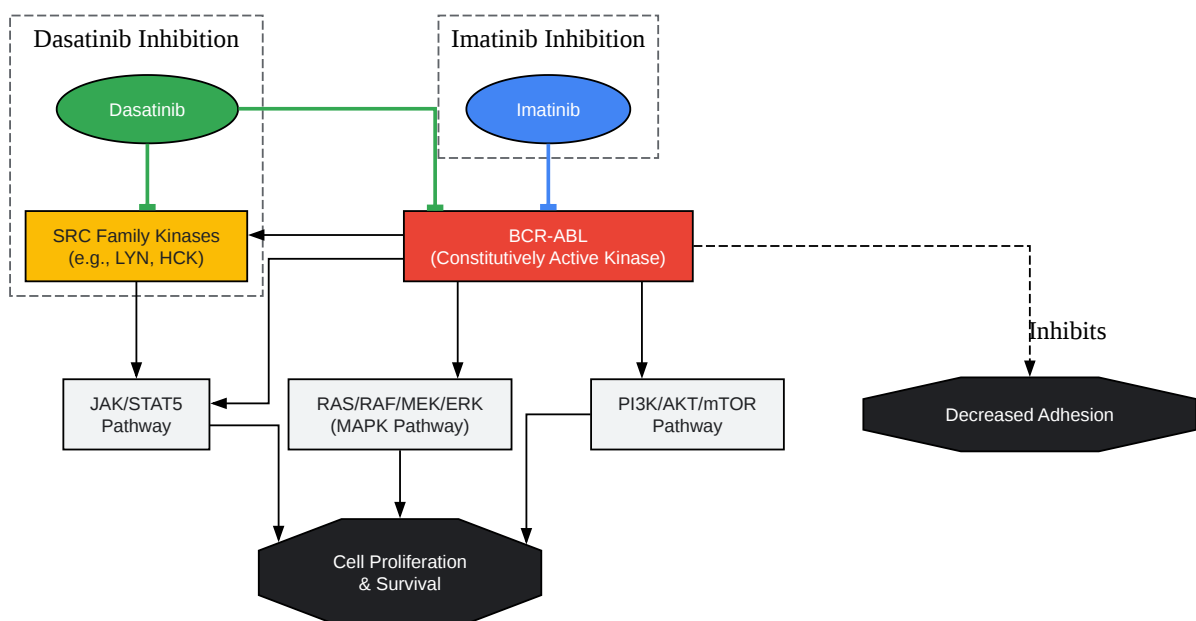 Dasatinib Inhibition
Imatinib Inhibition
Dasatinib
Imatinib
SRC Family Kinases
(e.g., LYN, HCK)
BCR-ABL
(Constitutively Active Kinase)
Inhibits
JAK/STAT5
Pathway
RAS/RAF/MEK/ERK
(MAPK Pathway)
PI3K/AKT/mTOR
Pathway
Decreased Adhesion
Cell Proliferation
& Survival